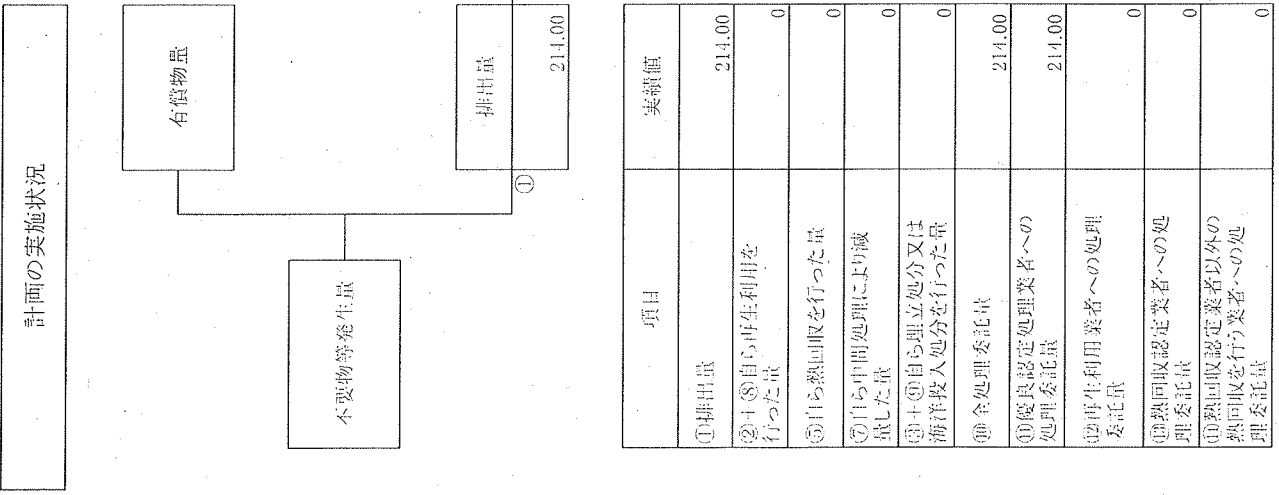 計画の実施状況
有償物量
不要物等発生量
①
排出量
214.00
項目
実績値
①排出量
214.00
②+⑧自ら再生利用を
行った量
0
⑤自ら熱回収を行った量
0
⑦自ら中間処理により減
量した量
0
③+⑨自ら埋立処分又は
海洋投入処分を行った量
0
⑩全処理委託量
214.00
⑪優良認定処理業者への
処理委託量
214.00
⑫再生利用業者への処理
委託量
0
⑬熱回収認定業者への処
理委託量
0
⑭熱回収認定業者以外の
熱回収を行う業者への処
理委託量
0